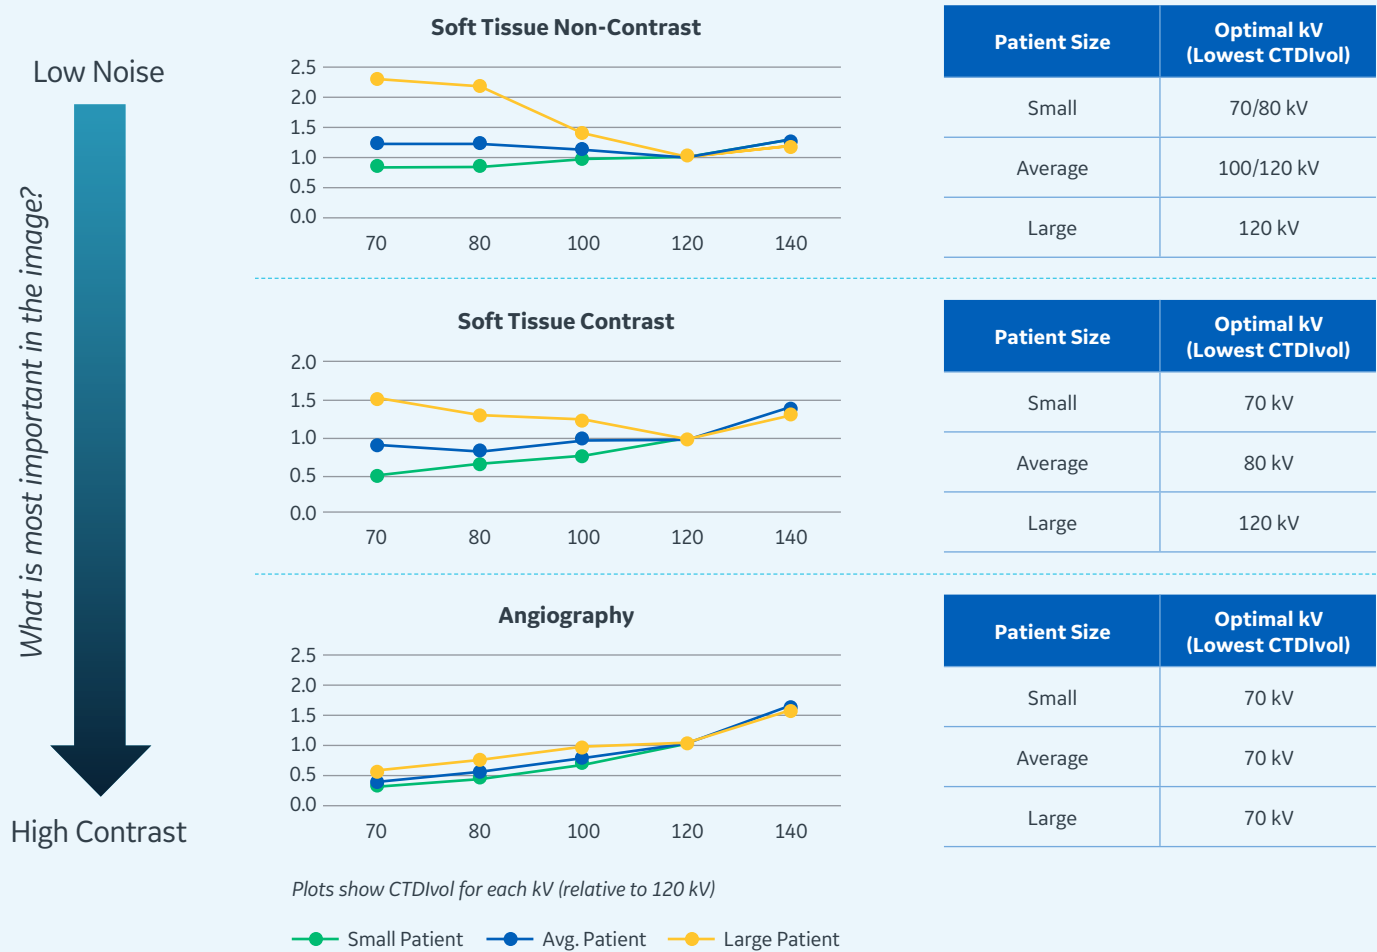 What is most important in the image?
Low Noise
High Contrast
Soft Tissue Non-Contrast
2.5
2.0
1.5
1.0
0.5
0.0
70 80 100 120 140
Patient Size Optimal kV
(Lowest CTDIvol)
Small 70/80 kV
Average 100/120 kV
Large 120 kV
Soft Tissue Contrast
2.0
1.5
1.0
0.5
0.0
70 80 100 120 140
Patient Size Optimal kV
(Lowest CTDIvol)
Small 70 kV
Average 80 kV
Large 120 kV
Angiography
2.5
2.0
1.5
1.0
0.5
0.0
70 80 100 120 140
Patient Size Optimal kV
(Lowest CTDIvol)
Small 70 kV
Average 70 kV
Large 70 kV
Plots show CTDIvol for each kV (relative to 120 kV)
Small Patient Avg. Patient Large Patient